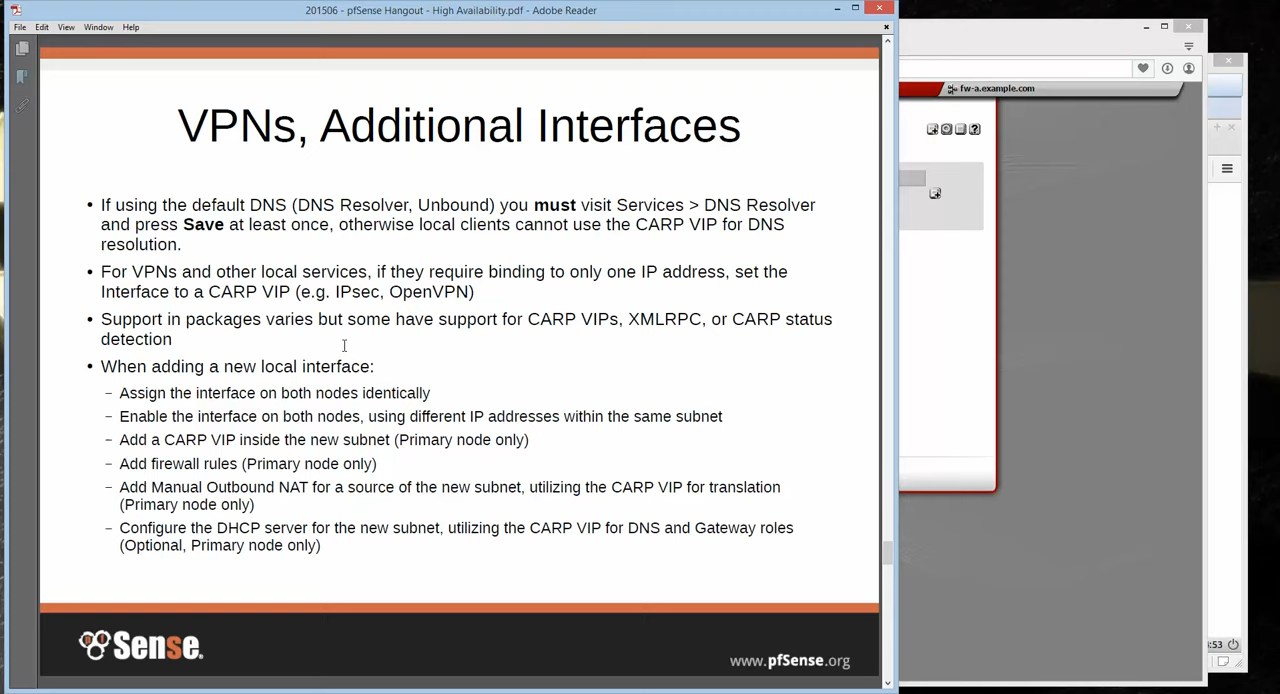 201506 - pfSense Hangout - High Availability.pdf - Adobe Reader
File Edit View Window Help
fw-a.example.com
VPNs, Additional Interfaces
• If using the default DNS (DNS Resolver, Unbound) you must visit Services > DNS Resolver
and press Save at least once, otherwise local clients cannot use the CARP VIP for DNS
resolution.
• For VPNs and other local services, if they require binding to only one IP address, set the
Interface to a CARP VIP (e.g. IPsec, OpenVPN)
• Support in packages varies but some have support for CARP VIPs, XMLRPC, or CARP status
detection
• When adding a new local interface:
– Assign the interface on both nodes identically
– Enable the interface on both nodes, using different IP addresses within the same subnet
– Add a CARP VIP inside the new subnet (Primary node only)
– Add firewall rules (Primary node only)
– Add Manual Outbound NAT for a source of the new subnet, utilizing the CARP VIP for translation
(Primary node only)
– Configure the DHCP server for the new subnet, utilizing the CARP VIP for DNS and Gateway roles
(Optional, Primary node only)
Sense
www.pfSense.org
:53